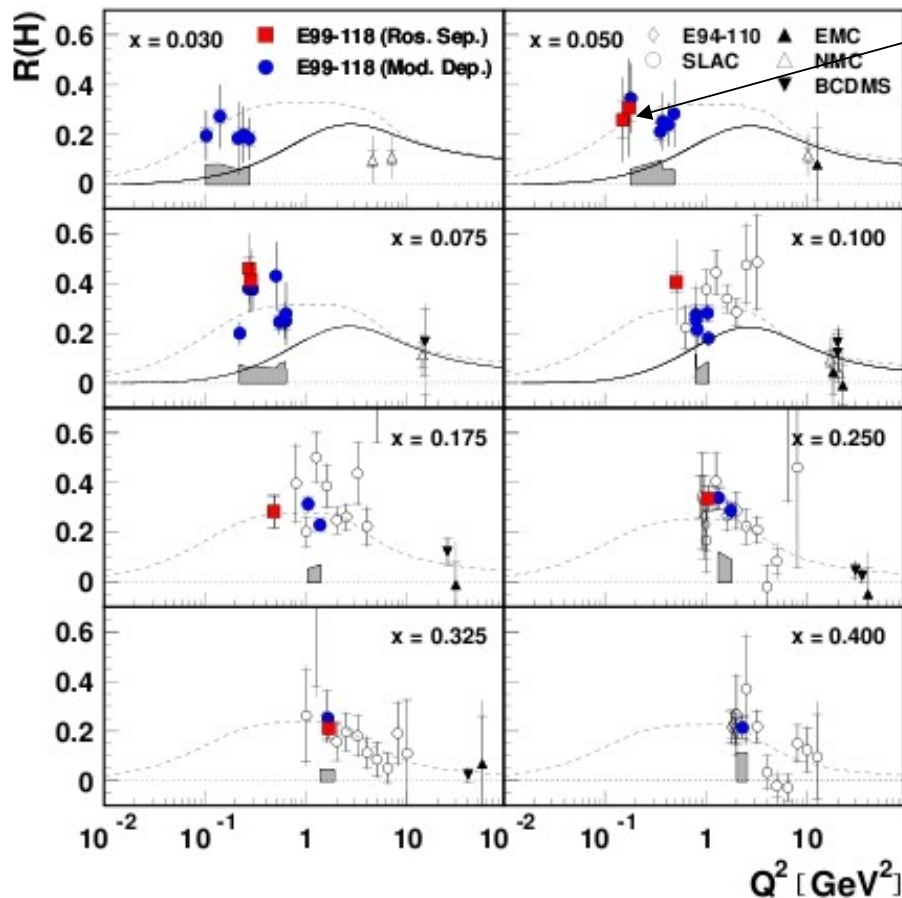 R(H)
0.6
0.4
0.2
0
x = 0.030
E99-118 (Ros. Sep.)
E99-118 (Mod. Dep.)
x = 0.050
E94-110
SLAC
EMC
NMC
BCDMS
0.6
0.4
0.2
0
x = 0.075
x = 0.100
0.6
0.4
0.2
0
x = 0.175
x = 0.250
0.6
0.4
0.2
0
x = 0.325
x = 0.400
10^-2 10^-1 1 10 10^-2 10^-1 1 10 10^2
Q^2 [GeV^2]